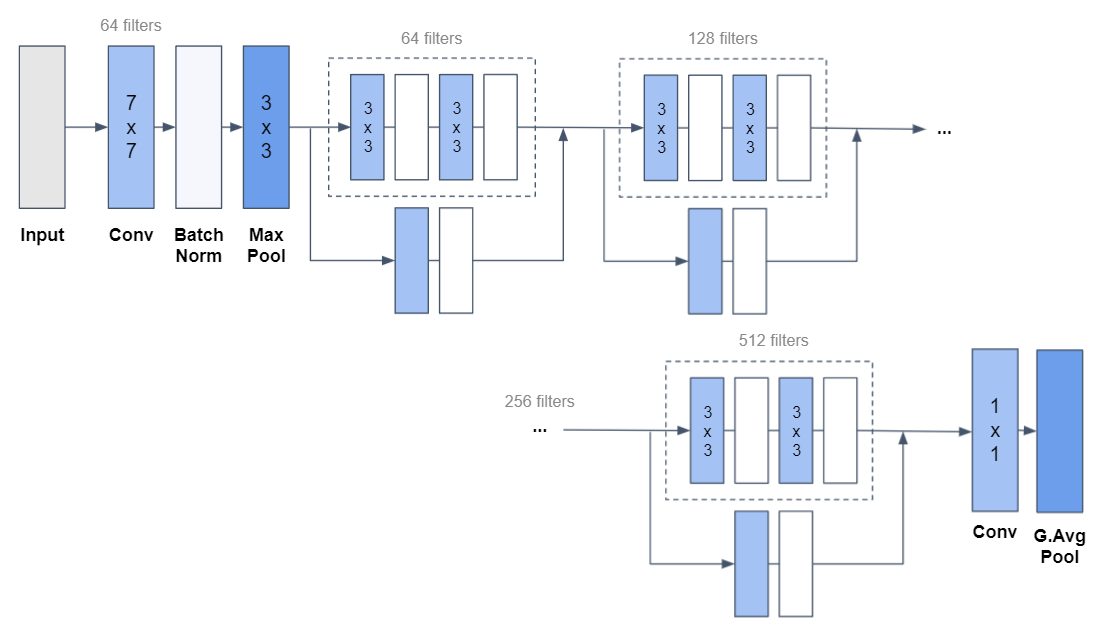 64 filters
64 filters
128 filters
7
x
7
3
x
3
3
x
3
3
x
3
3
x
3
3
x
3
...
Input
Conv
Batch
Norm
Max
Pool
512 filters
256 filters
...
3
x
3
3
x
3
1
x
1
Conv
G.Avg
Pool